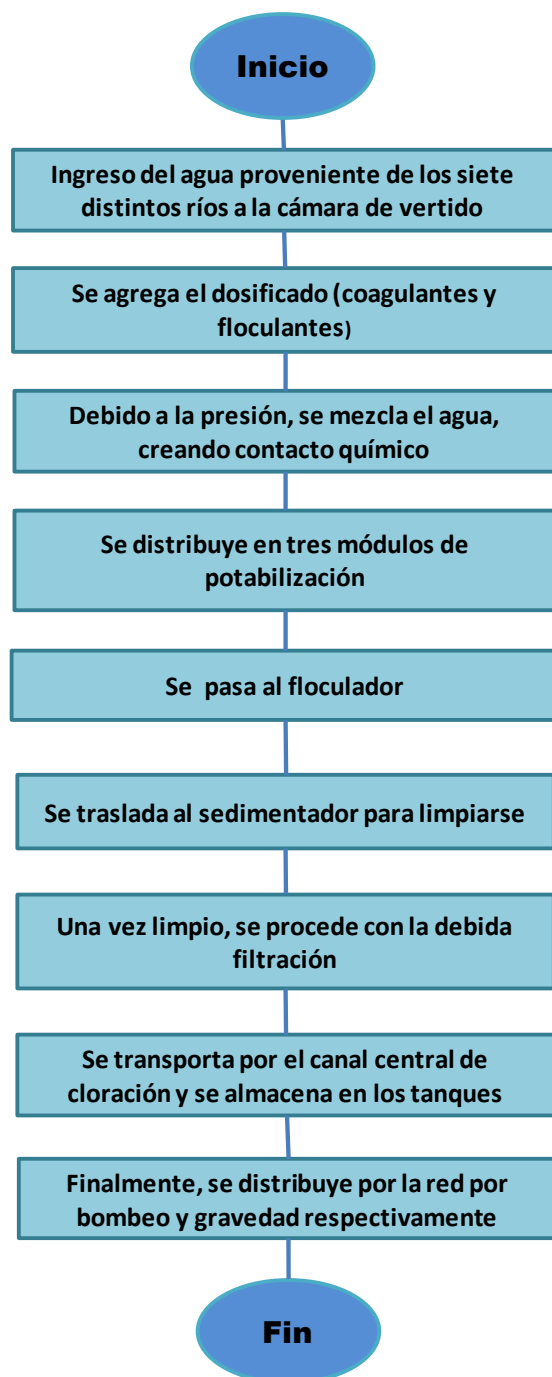 Inicio
Ingreso del agua proveniente de los siete
distintos ríos a la cámara de vertido
Se agrega el dosificado (coagulantes y
floculantes)
Debido a la presión, se mezcla el agua,
creando contacto químico
Se distribuye en tres módulos de
potabilización
Se pasa al floculador
Se traslada al sedimentador para limpiarse
Una vez limpio, se procede con la debida
filtración
Se transporta por el canal central de
cloración y se almacena en los tanques
Finalmente, se distribuye por la red por
bombeo y gravedad respectivamente
Fin